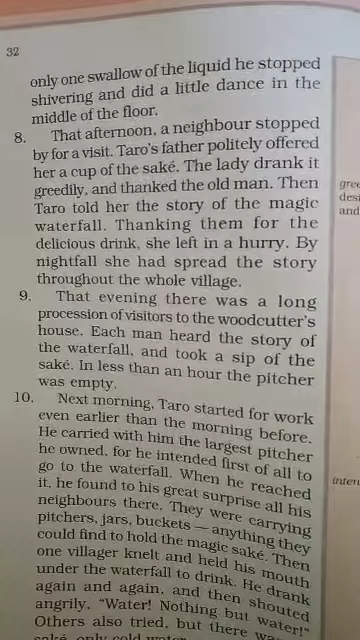 32
only one swallow of the liquid he stopped
shivering and did a little dance in the
middle of the floor.
8. That afternoon, a neighbour stopped
by for a visit. Taro's father politely offered
her a cup of the saké. The lady drank it
greedily, and thanked the old man. Then
Taro told her the story of the magic
waterfall. Thanking them for the
delicious drink, she left in a hurry. By
nightfall she had spread the story
throughout the whole village.
9. That evening there was a long
procession of visitors to the woodcutter's
house. Each man heard the story of
the waterfall, and took a sip of the
saké. In less than an hour the pitcher
was empty.
10. Next morning, Taro started for work
even earlier than the morning before.
He carried with him the largest pitcher
he owned, for he intended first of all to
go to the waterfall. When he reached
it, he found to his great surprise all his
neighbours there. They were carrying
pitchers, jars, buckets — anything they
could find to hold the magic saké. Then
one villager knelt and held his mouth
under the waterfall to drink. He drank
again and again, and then shouted
angrily, “Water! Nothing but water!”
Others also tried, but there was
saké, only cold water
and